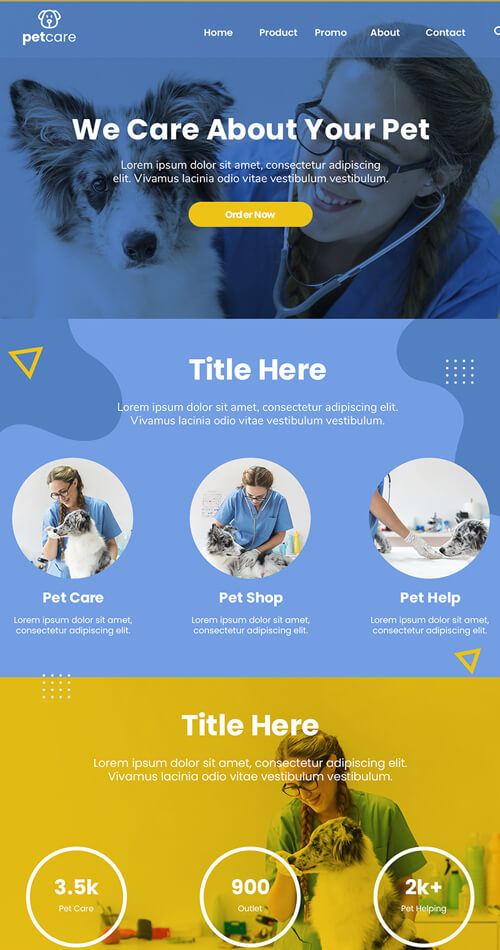 petcare
Home Product Promo About Contact
We Care About Your Pet
Lorem ipsum dolor sit amet, consectetur adipiscing
elit. Vivamus lacinia odio vitae vestibulum vestibulum.
Order Now
Title Here
Lorem ipsum dolor sit amet, consectetur adipiscing elit.
Vivamus lacinia odio vitae vestibulum vestibulum.
Pet Care
Lorem ipsum dolor sit amet,
consectetur adipiscing elit.
Pet Shop
Lorem ipsum dolor sit amet,
consectetur adipiscing elit.
Pet Help
Lorem ipsum dolor sit amet,
consectetur adipiscing elit.
Title Here
Lorem ipsum dolor sit amet, consectetur adipiscing elit.
Vivamus lacinia odio vitae vestibulum vestibulum.
3.5k
Pet Care
900
Outlet
2k+
Pet Helping